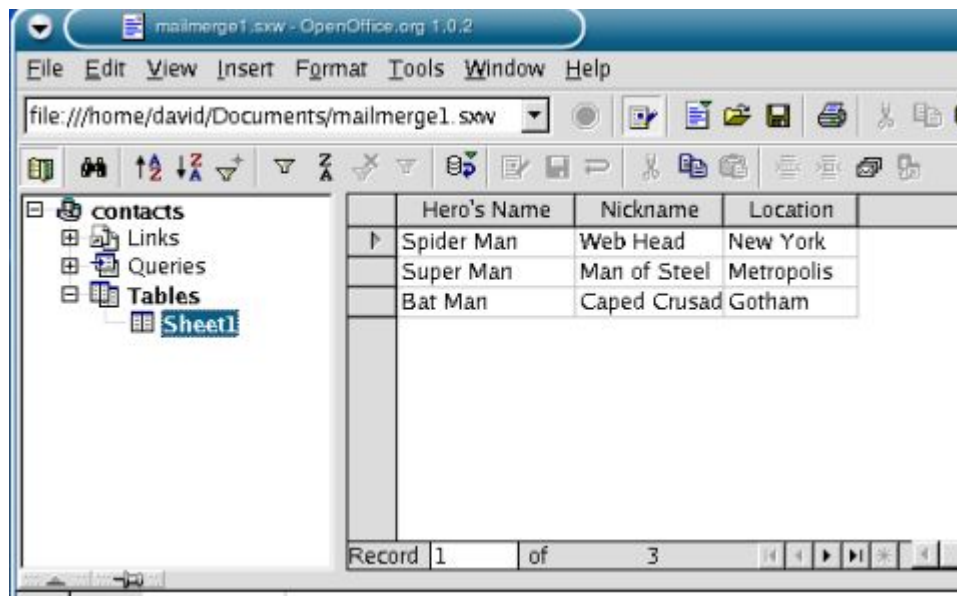 mailmerge1.sxw - OpenOffice.org 1.0.2
File Edit View Insert Format Tools Window Help
file:///home/david/Documents/mailmerge1.sxw
contacts
Links
Queries
Tables
Sheet1
Hero's Name Nickname Location
Spider Man Web Head New York
Super Man Man of Steel Metropolis
Bat Man Caped Crusad Gotham
Record 1 of 3